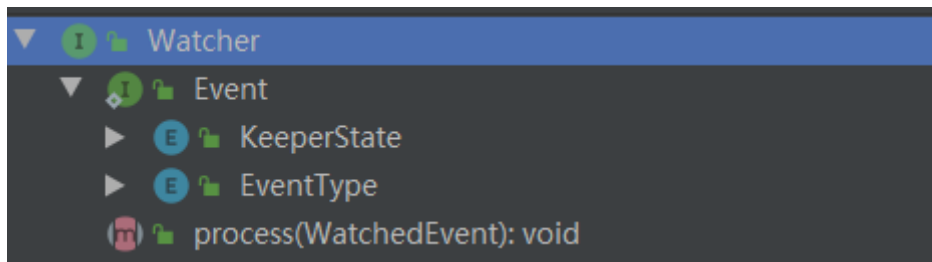 I Watcher
I Event
E KeeperState
E EventType
m process(WatchedEvent): void